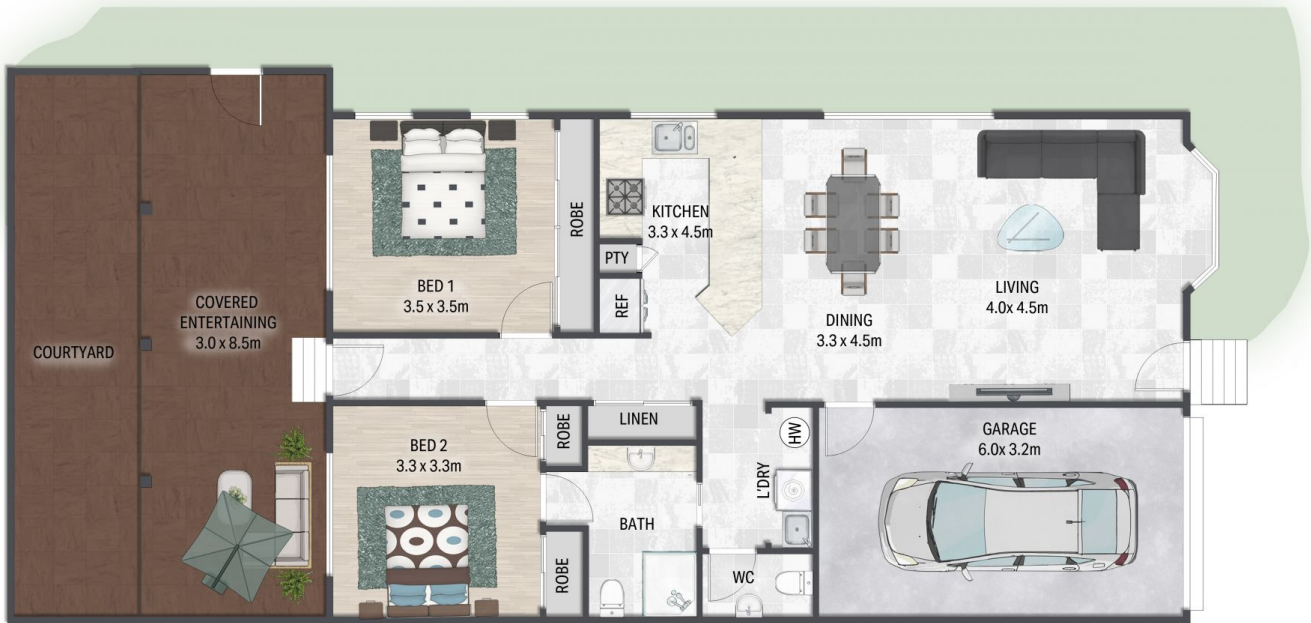 COURTYARD
COVERED
ENTERTAINING
3.0 x 8.5m
BED 1
3.5 x 3.5m
ROBE
KITCHEN
3.3 x 4.5m
PTY
REF
DINING
3.3 x 4.5m
LIVING
4.0x 4.5m
BED 2
3.3 x 3.3m
ROBE
ROBE
LINEN
BATH
L'DRY
HW
WC
GARAGE
6.0x 3.2m